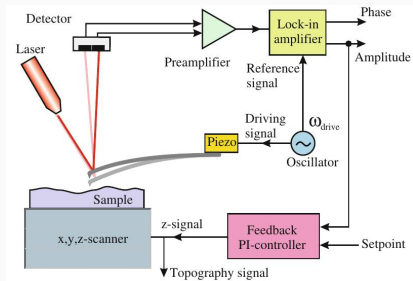 Detector
Laser
Preamplifier
Lock-in
amplifier
Phase
Amplitude
Reference
signal
Driving
signal
ω drive
Piezo
Oscillator
Sample
x,y,z-scanner
z-signal
Feedback
PI-controller
Setpoint
Topography signal